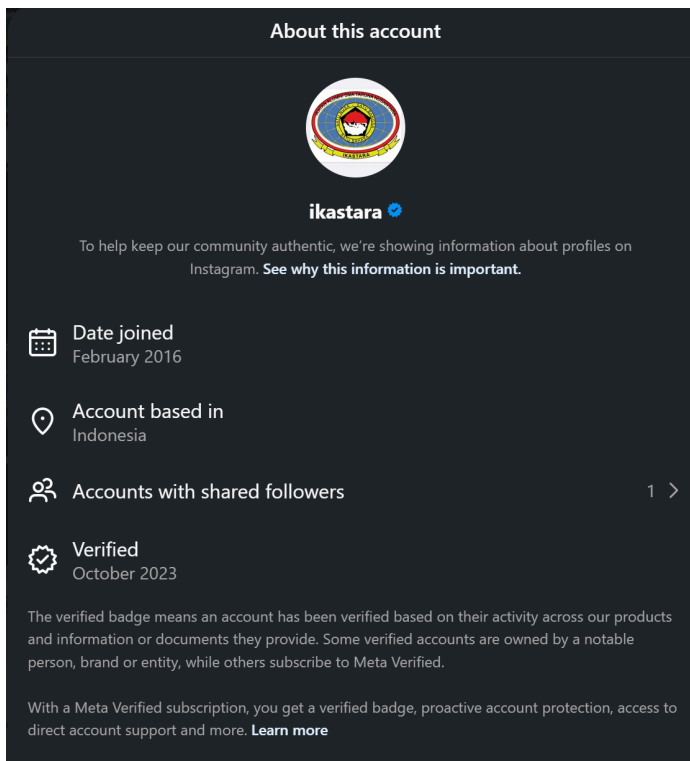 About this account
IKASTARA
ikastara
To help keep our community authentic, we're showing information about profiles on
Instagram. See why this information is important.
Date joined
February 2016
Account based in
Indonesia
Accounts with shared followers
1
Verified
October 2023
The verified badge means an account has been verified based on their activity across our products
and information or documents they provide. Some verified accounts are owned by a notable
person, brand or entity, while others subscribe to Meta Verified.
With a Meta Verified subscription, you get a verified badge, proactive account protection, access to
direct account support and more. Learn more